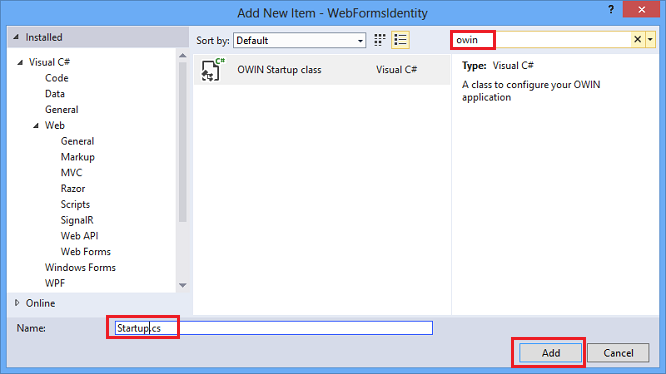 Add New Item - WebFormsIdentity
?
Installed
Sort by: Default
owin
Visual C#
Code
Data
General
Web
General
Markup
MVC
Razor
Scripts
SignalR
Web API
Web Forms
Windows Forms
WPF
Online
C#
OWIN Startup class Visual C#
Type: Visual C#
A class to configure your OWIN
application
Name: Startup.cs
Add Cancel